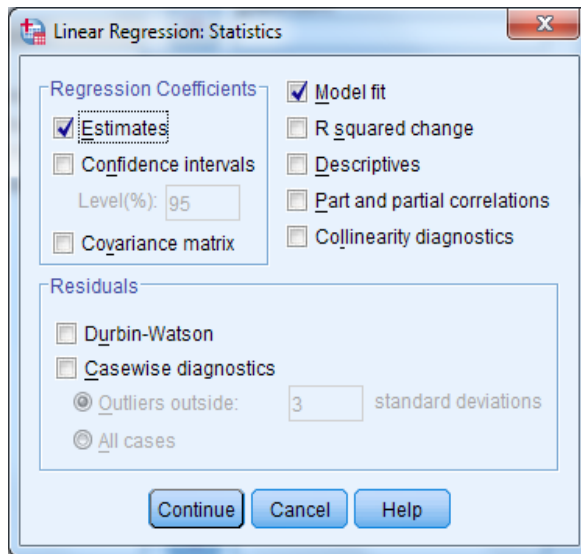 Linear Regression: Statistics
Regression Coefficients
Estimates
Confidence intervals
Level(%): 95
Covariance matrix
Model fit
R squared change
Descriptives
Part and partial correlations
Collinearity diagnostics
Residuals
Durbin-Watson
Casewise diagnostics
Outliers outside: 3 standard deviations
All cases
Continue Cancel Help